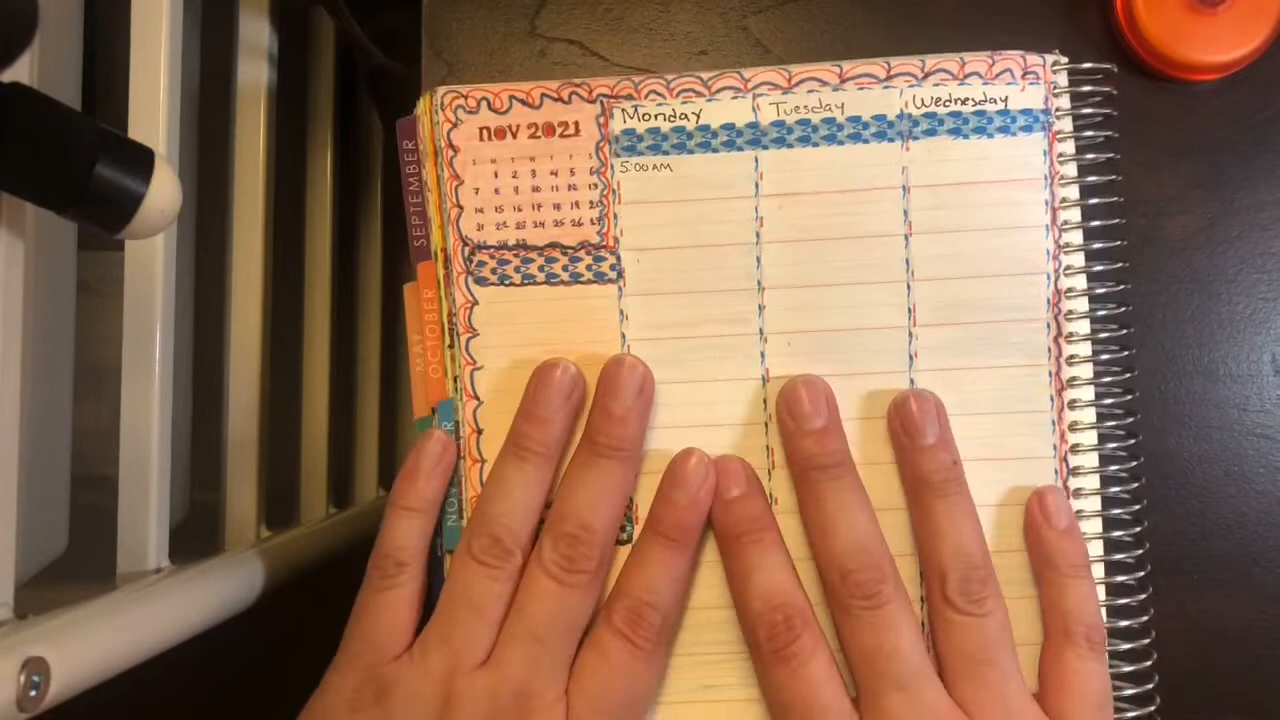 NOV 2021
S M T W T F S
1 2 3 4 5 6
7 8 9 10 11 12 13
14 15 16 17 18 19 20
21 22 23 24 25 26 27
Monday
Tuesday
Wednesday
5:00 AM
SEPTEMBER
OCTOBER
MAY